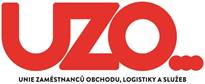 UZO...
UNIE ZAMĚSTNANCŮ OBCHODU, LOGISTIKY A SLUŽEB